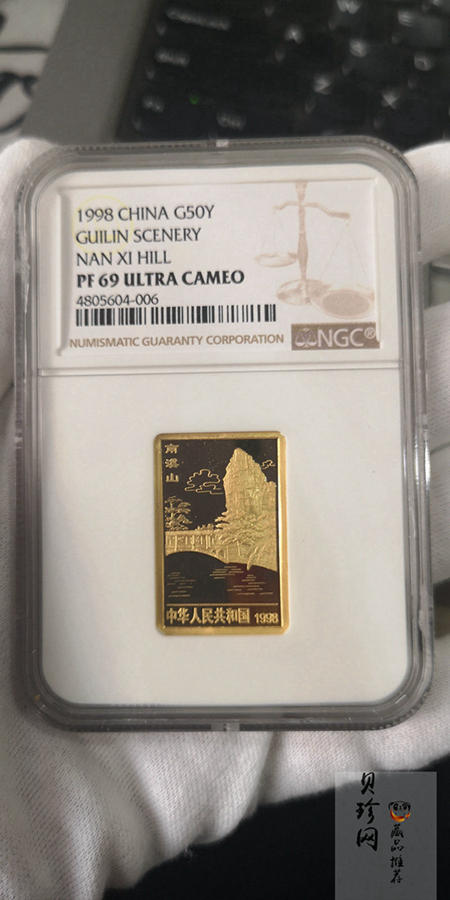 1998 CHINA G50Y
GUILIN SCENERY
NAN XI HILL
PF 69 ULTRA CAMEO
4805604-006
NUMISMATIC GUARANTY CORPORATION
NGC®
南溪山
中华人民共和国 1998
贝珍网
藏品推荐